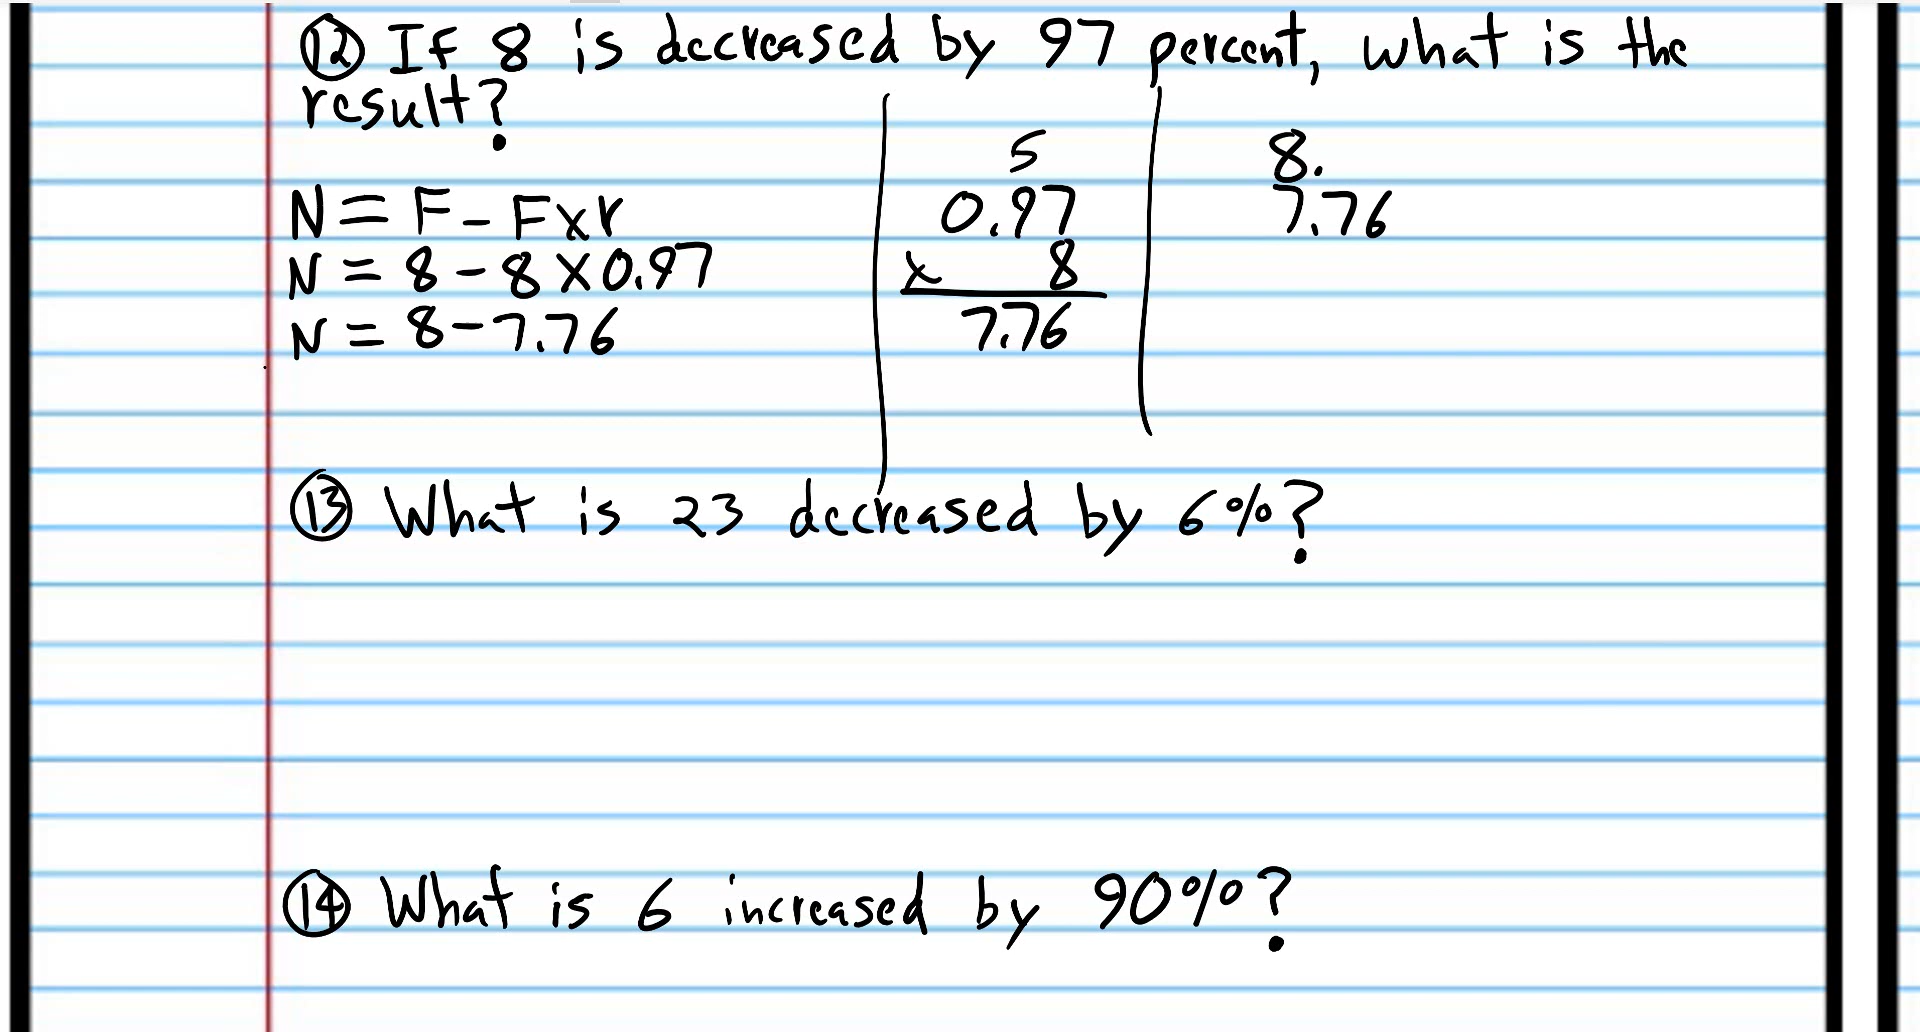 ⑫ If 8 is decreased by 97 percent, what is the
result?
5
8.
N = F - F x r
0.97
7.76
N = 8 - 8 x 0.97
x 8
N = 8 - 7.76
7.76
⑬ What is 23 decreased by 6%?
⑭ What is 6 increased by 90%?